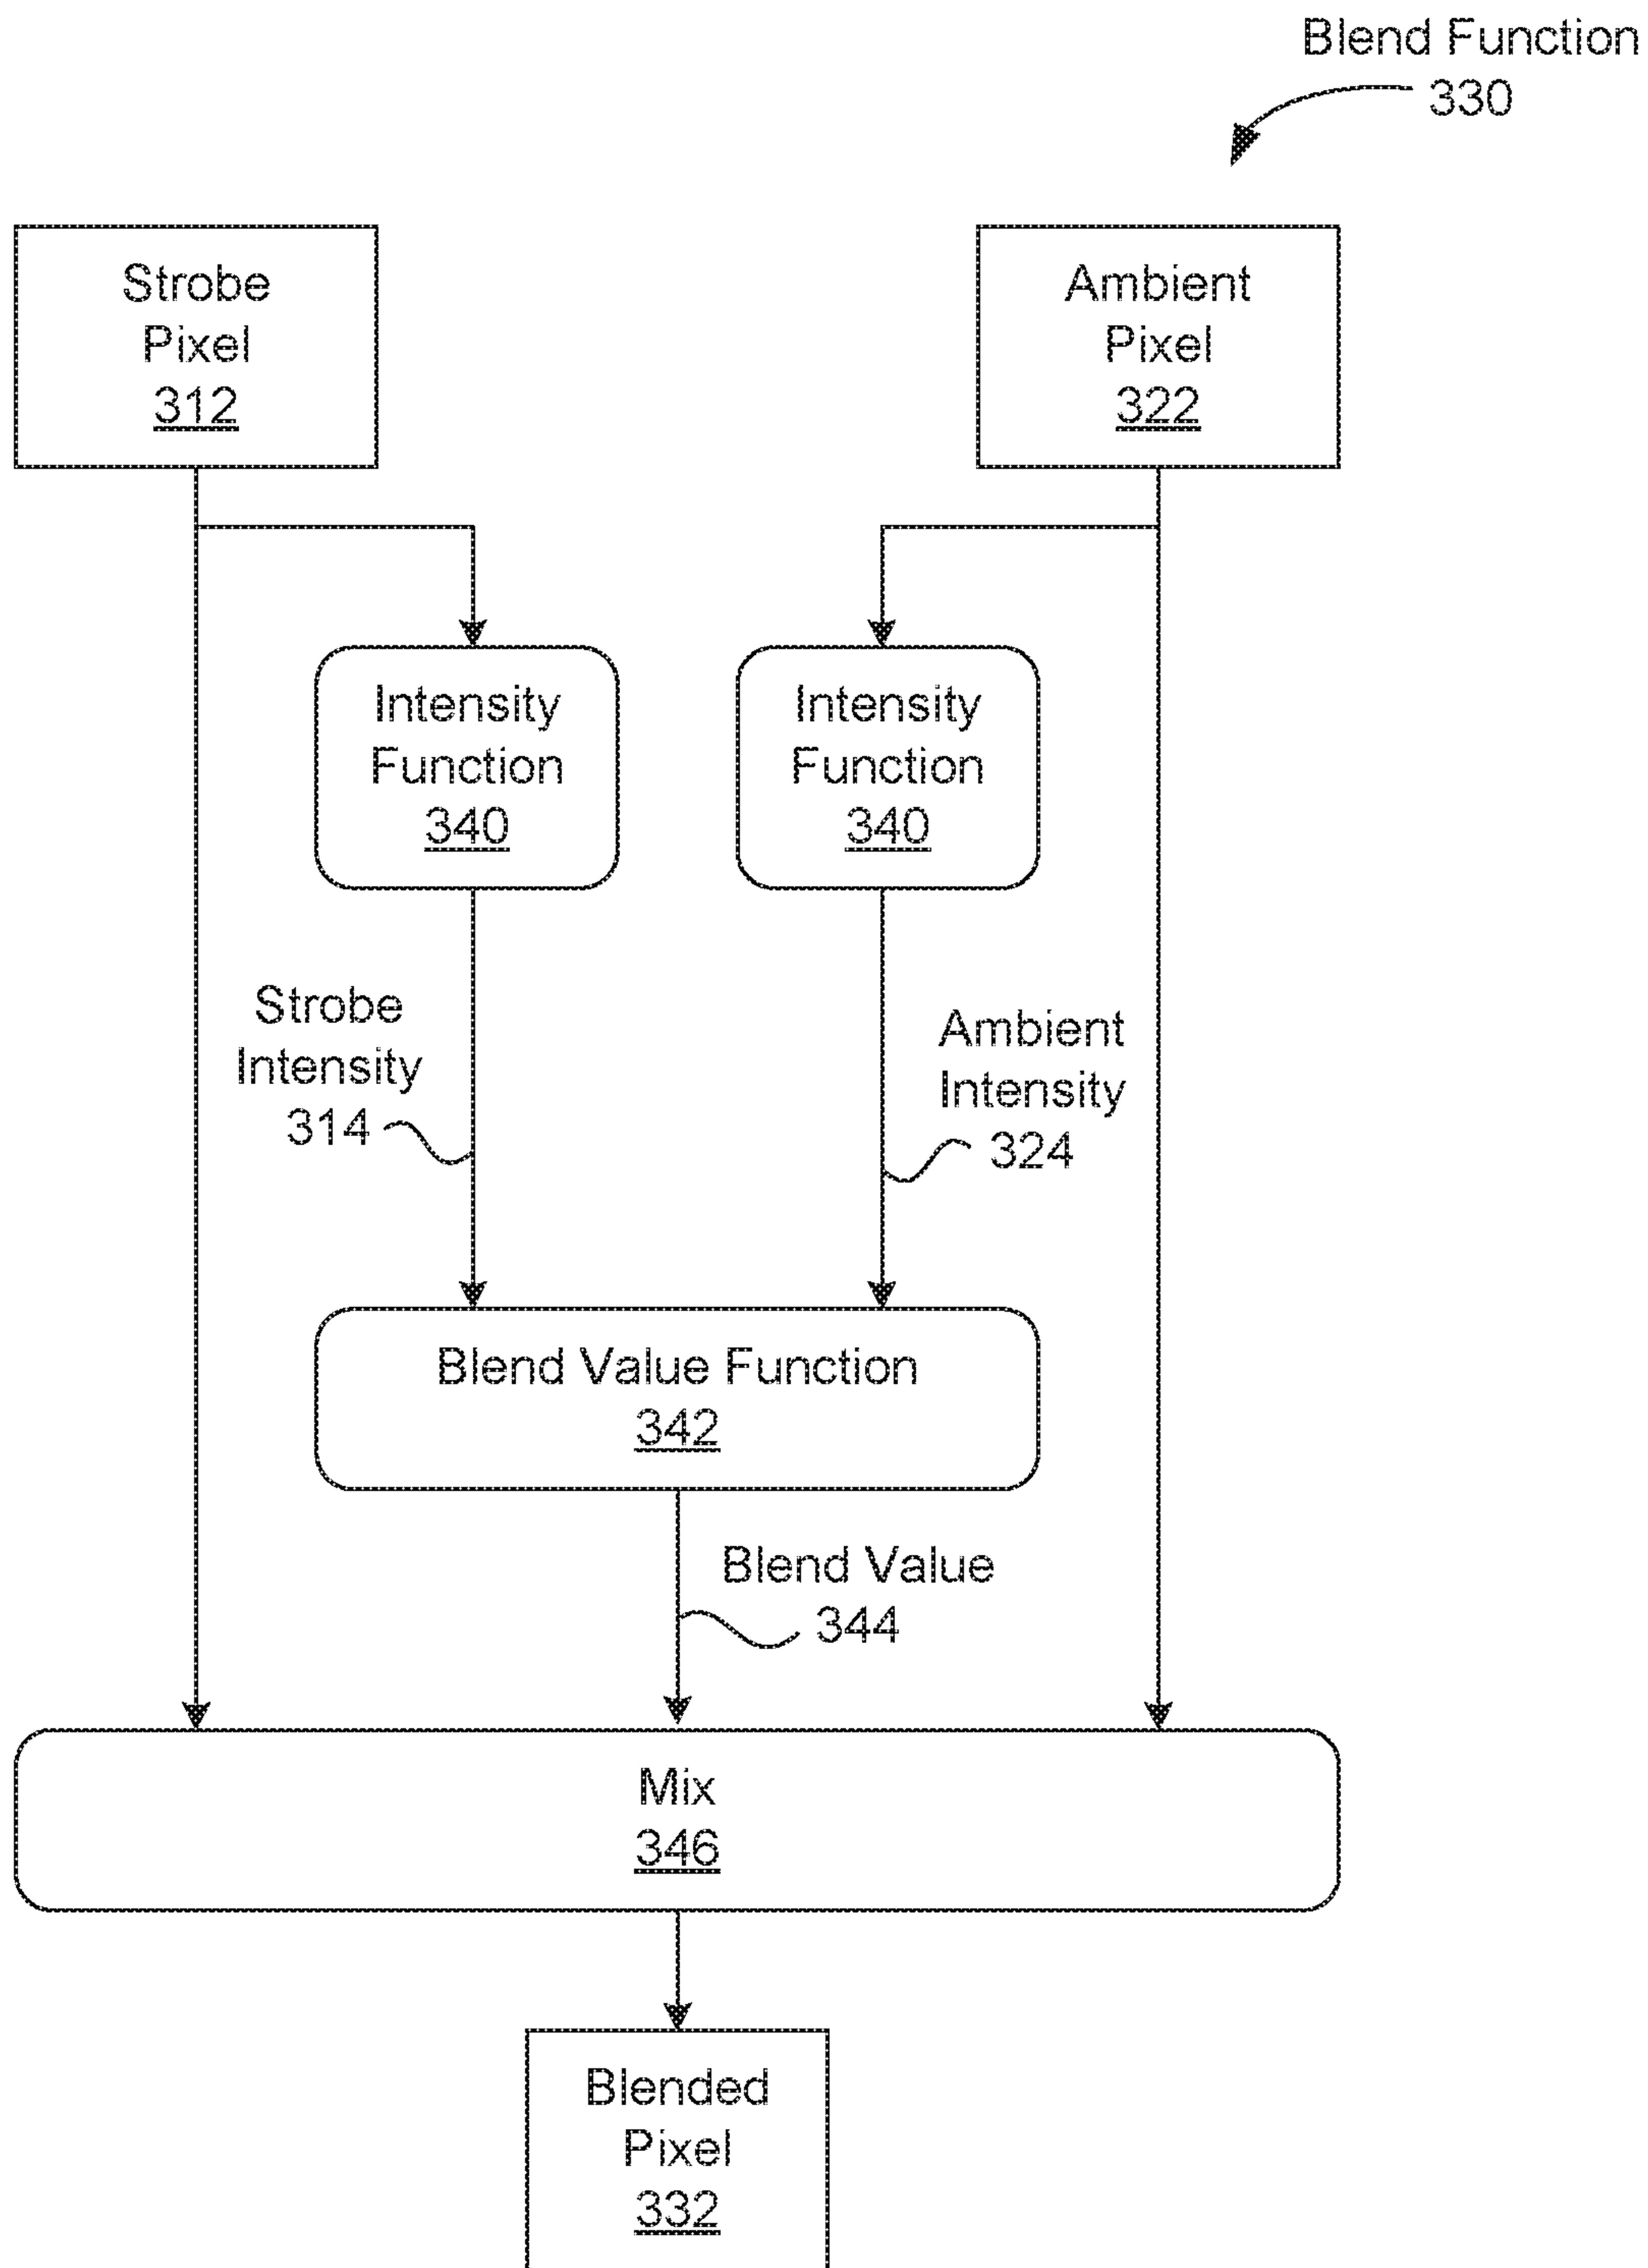 Blend Function
330
Strobe
Pixel
312
Ambient
Pixel
322
Intensity
Function
340
Intensity
Function
340
Strobe
Intensity
314
Ambient
Intensity
324
Blend Value Function
342
Blend Value
344
Mix
346
Blended
Pixel
332